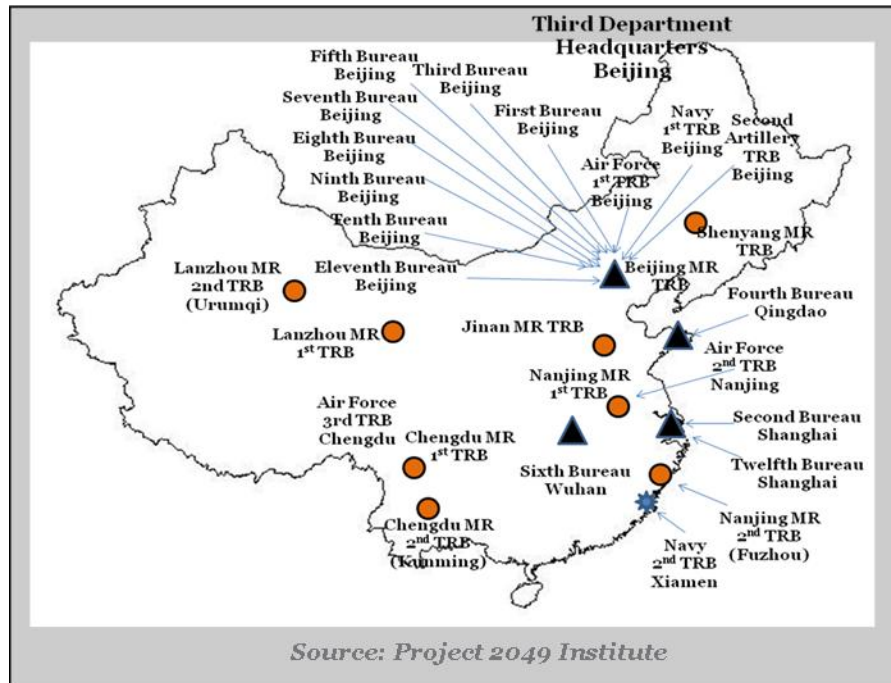 Third Department
Headquarters
Beijing
Fifth Bureau
Beijing
Third Bureau
Beijing
Seventh Bureau
Beijing
First Bureau
Beijing
Navy
1st TRB
Beijing
Second
Artillery
TRB
Beijing
Eighth Bureau
Beijing
Air Force
1st TRB
Beijing
Ninth Bureau
Beijing
Tenth Bureau
Beijing
Shenyang MR
TRB
Lanzhou MR
2nd TRB
(Urumqi)
Eleventh Bureau
Beijing
Beijing MR
TRB
Fourth Bureau
Qingdao
Lanzhou MR
1st TRB
Jinan MR TRB
Air Force
2nd TRB
Nanjing
Nanjing MR
1st TRB
Air Force
3rd TRB
Chengdu
Chengdu MR
1st TRB
Second Bureau
Shanghai
Sixth Bureau
Wuhan
Twelfth Bureau
Shanghai
Chengdu MR
2nd TRB
(Kunming)
Navy
2nd TRB
Xiamen
Nanjing MR
2nd TRB
(Fuzhou)
Source: Project 2049 Institute